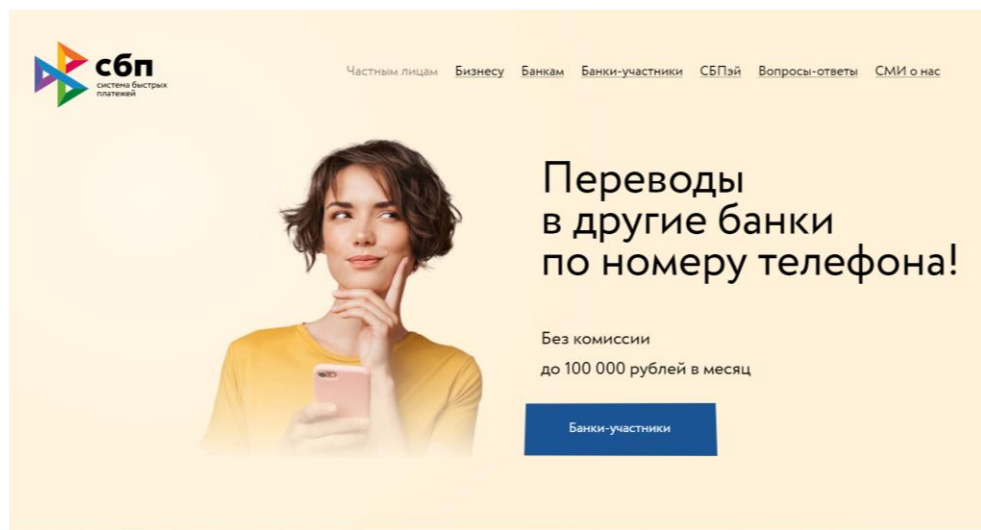 сбп
система быстрых
платежей
Частным лицам Бизнесу Банкам Банки-участники СБПэй Вопросы-ответы СМИ о нас
Переводы
в другие банки
по номеру телефона!
Без комиссии
до 100 000 рублей в месяц
Банки-участники